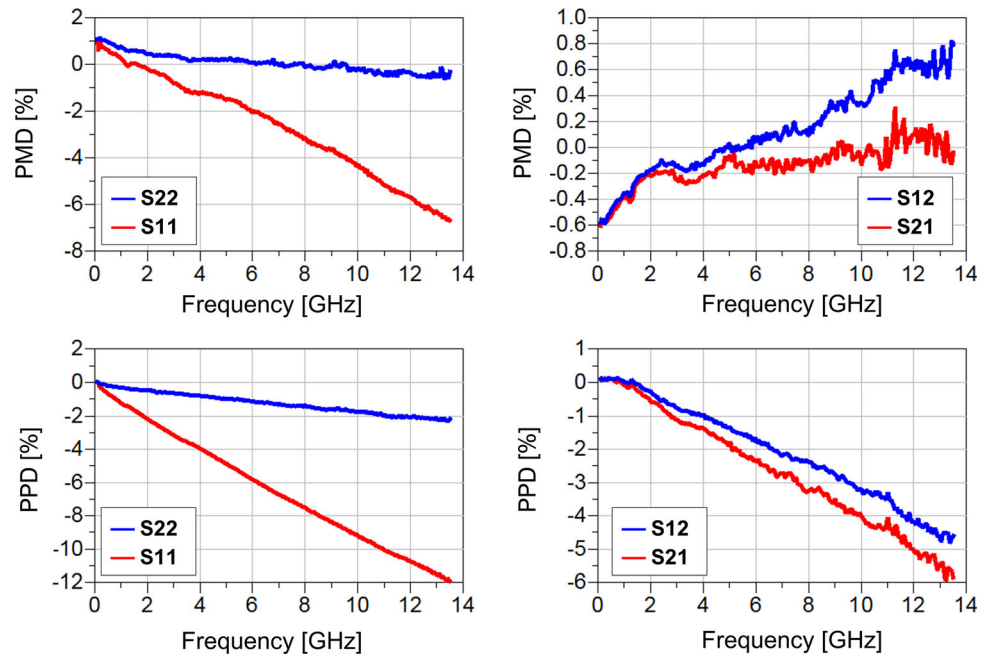 2
0
-2
-4
-6
-8
PMD [%]
S22
S11
0 2 4 6 8 10 12 14
Frequency [GHz]
1.0
0.8
0.6
0.4
0.2
0.0
-0.2
-0.4
-0.6
-0.8
PMD [%]
S12
S21
0 2 4 6 8 10 12 14
Frequency [GHz]
2
0
-2
-4
-6
-8
-10
-12
PPD [%]
S22
S11
0 2 4 6 8 10 12 14
Frequency [GHz]
1
0
-1
-2
-3
-4
-5
-6
PPD [%]
S12
S21
0 2 4 6 8 10 12 14
Frequency [GHz]